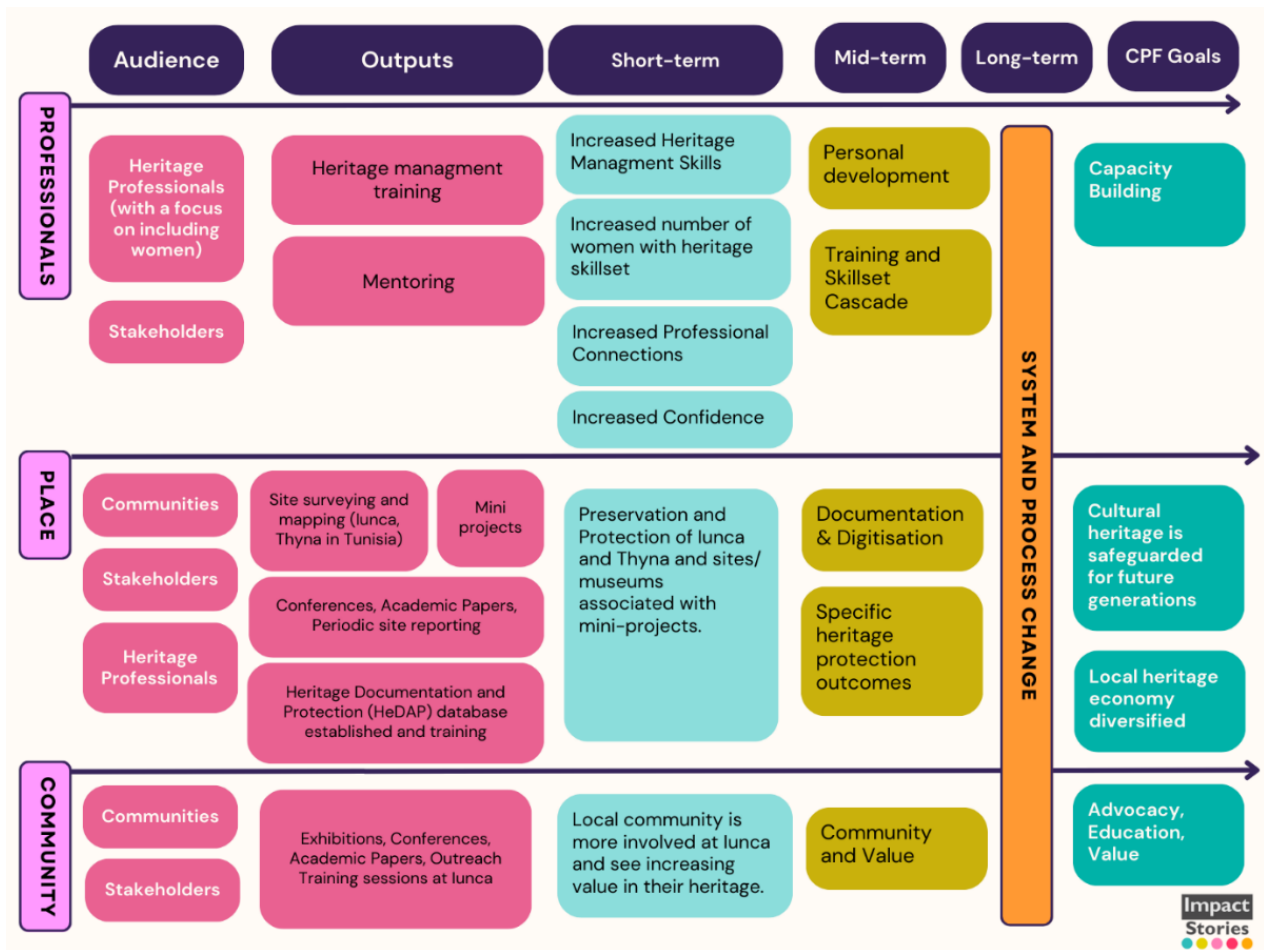 Audience
Outputs
Short-term
Mid-term
Long-term
CPF Goals
PROFESSIONALS
Heritage
Professionals
(with a focus
on including
women)
Stakeholders
Heritage managment
training
Mentoring
Increased Heritage
Managment Skills
Increased number of
women with heritage
skillset
Increased Professional
Connections
Increased Confidence
Personal
development
Training and
Skillset
Cascade
SYSTEM AND PROCESS CHANGE
Capacity
Building
PLACE
Communities
Stakeholders
Heritage
Professionals
Site surveying and
mapping (Iunca,
Thyna in Tunisia)
Mini
projects
Conferences, Academic Papers,
Periodic site reporting
Heritage Documentation and
Protection (HeDAP) database
established and training
Preservation and
Protection of Iunca
and Thyna and sites/
museums
associated with
mini-projects.
Documentation
& Digitisation
Specific
heritage
protection
outcomes
Cultural
heritage is
safeguarded
for future
generations
Local heritage
economy
diversified
COMMUNITY
Communities
Stakeholders
Exhibitions, Conferences,
Academic Papers, Outreach
Training sessions at Iunca
Local community is
more involved at Iunca
and see increasing
value in their heritage.
Community
and Value
Advocacy,
Education,
Value
Impact
Stories